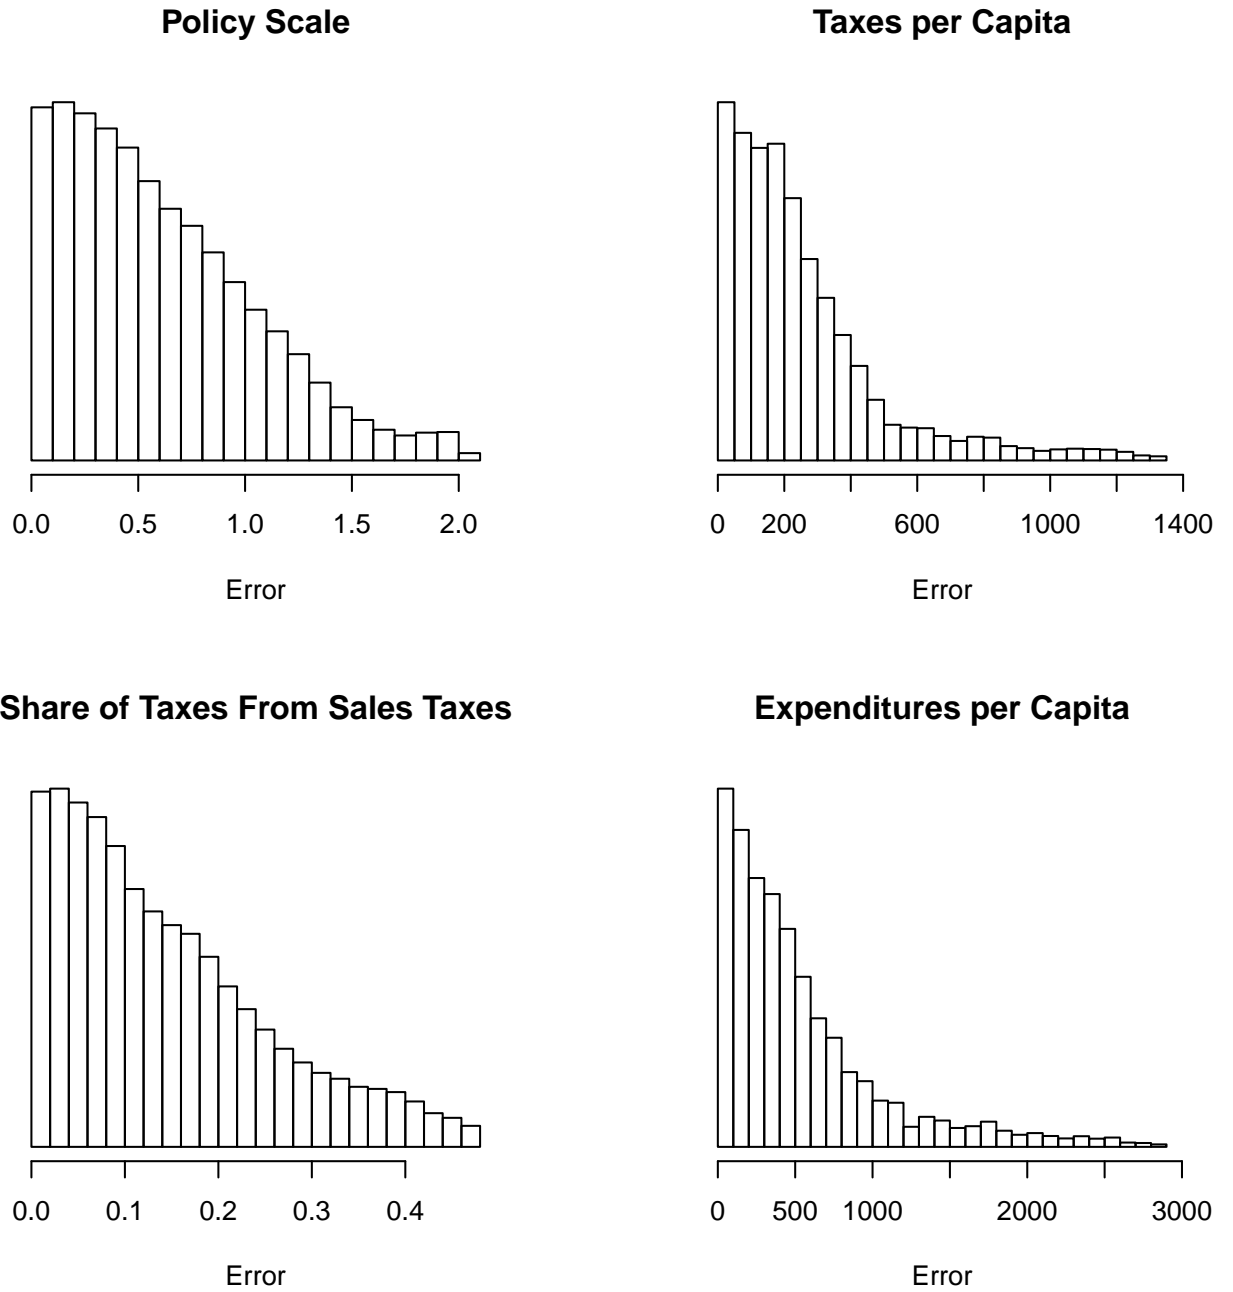 Policy Scale
0.0 0.5 1.0 1.5 2.0
Error
Taxes per Capita
0 200 600 1000 1400
Error
Share of Taxes From Sales Taxes
0.0 0.1 0.2 0.3 0.4
Error
Expenditures per Capita
0 500 1000 2000 3000
Error